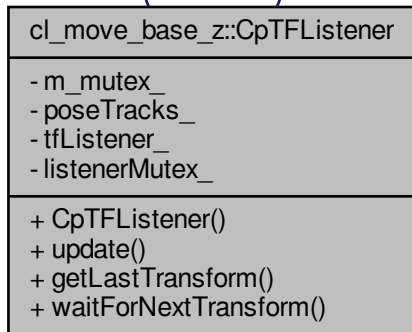 cl_move_base_z::CpTFListener
- m_mutex_
- poseTracks_
- tfListener_
- listenerMutex_
+ CpTFListener()
+ update()
+ getLastTransform()
+ waitForNextTransform()